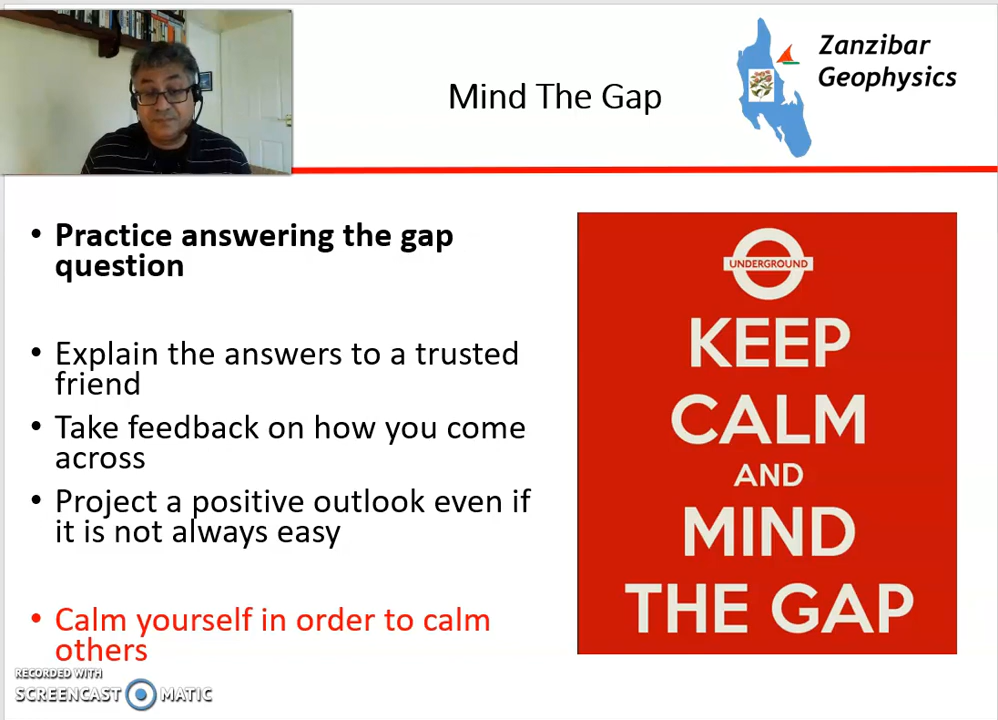 Mind The Gap
Zanzibar
Geophysics
• Practice answering the gap
question
• Explain the answers to a trusted
friend
• Take feedback on how you come
across
• Project a positive outlook even if
it is not always easy
• Calm yourself in order to calm
others
UNDERGROUND
KEEP
CALM
AND
MIND
THE GAP
RECORDED WITH
SCREENCAST MATIC